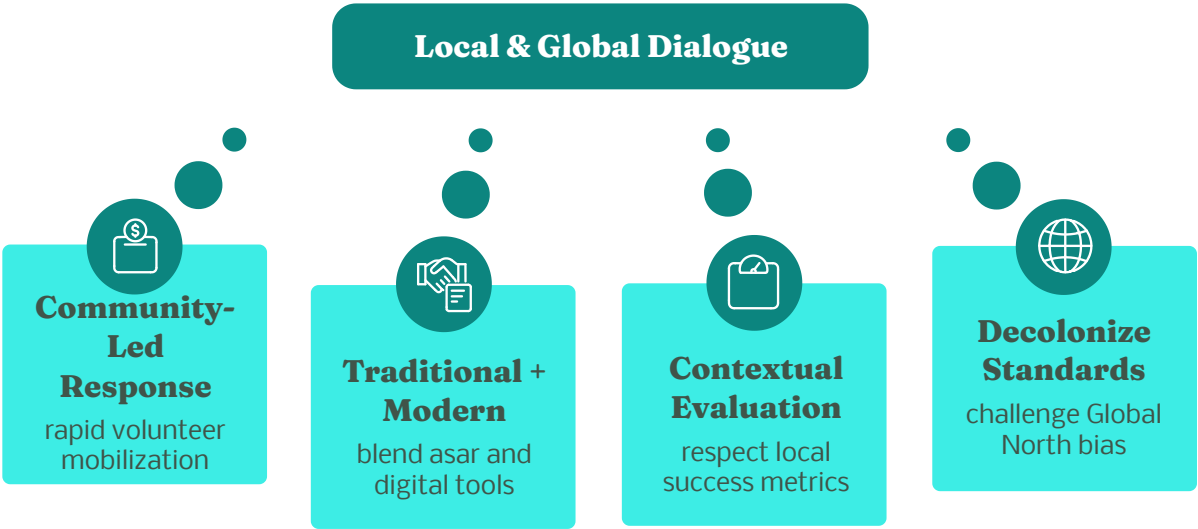 Local & Global Dialogue
$
Community-
Led
Response
rapid volunteer
mobilization
Traditional +
Modern
blend asar and
digital tools
Contextual
Evaluation
respect local
success metrics
Decolonize
Standards
challenge Global
North bias